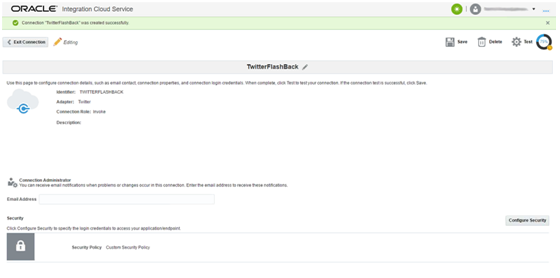 ORACLE® Integration Cloud Service
Connection "TwitterFlashBack" was created successfully.
Exit Connection Editing Save Delete Test
TwitterFlashBack
Use this page to configure connection details, such as email contact, connection properties, and connection login credentials. When complete, click Test to test your connection. If the connection test is successful, click Save.
Identifier: TWITTERFLASHBACK
Adapter: Twitter
Connection Role: Invoke
Description:
Connection Administrator
You can receive email notifications when problems or changes occur in this connection. Enter the email address to receive these notifications.
Email Address
Security
Configure Security
Click Configure Security to specify the login credentials to access your application/endpoint.
Security Policy Custom Security Policy